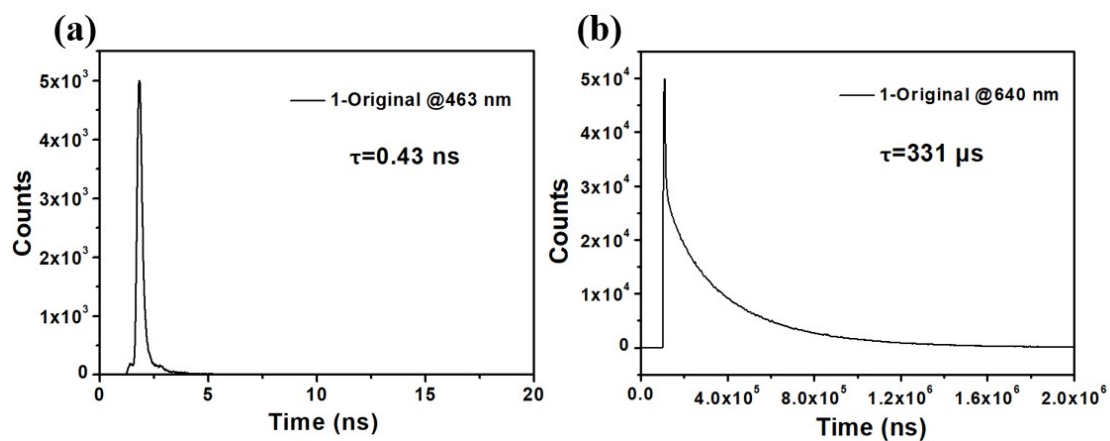 (a)
5x10³
4x10³
3x10³
2x10³
1x10³
0
Counts
1-Original @463 nm
τ=0.43 ns
0 5 10 15 20
Time (ns)
(b)
5x10⁴
4x10⁴
3x10⁴
2x10⁴
1x10⁴
0
Counts
1-Original @640 nm
τ=331 µs
4.0x10⁵ 8.0x10⁵ 1.2x10⁶ 1.6x10⁶ 2.0x10⁶
Time (ns)